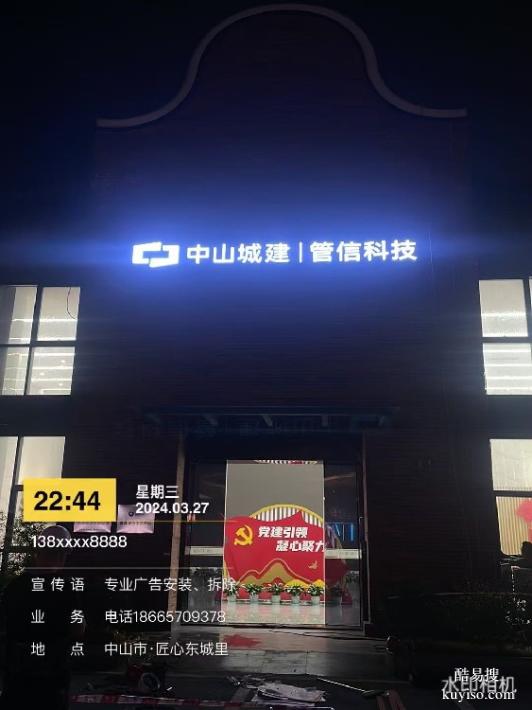 中山城建|管信科技
22:44
星期三
2024.03.27
党建引领
凝心聚力
138xxxx8888
宣传语 专业广告安装、拆除
业务 电话18665709378
地点 中山市·匠心东城里
酷易搜
水印相机
kuyiso.com